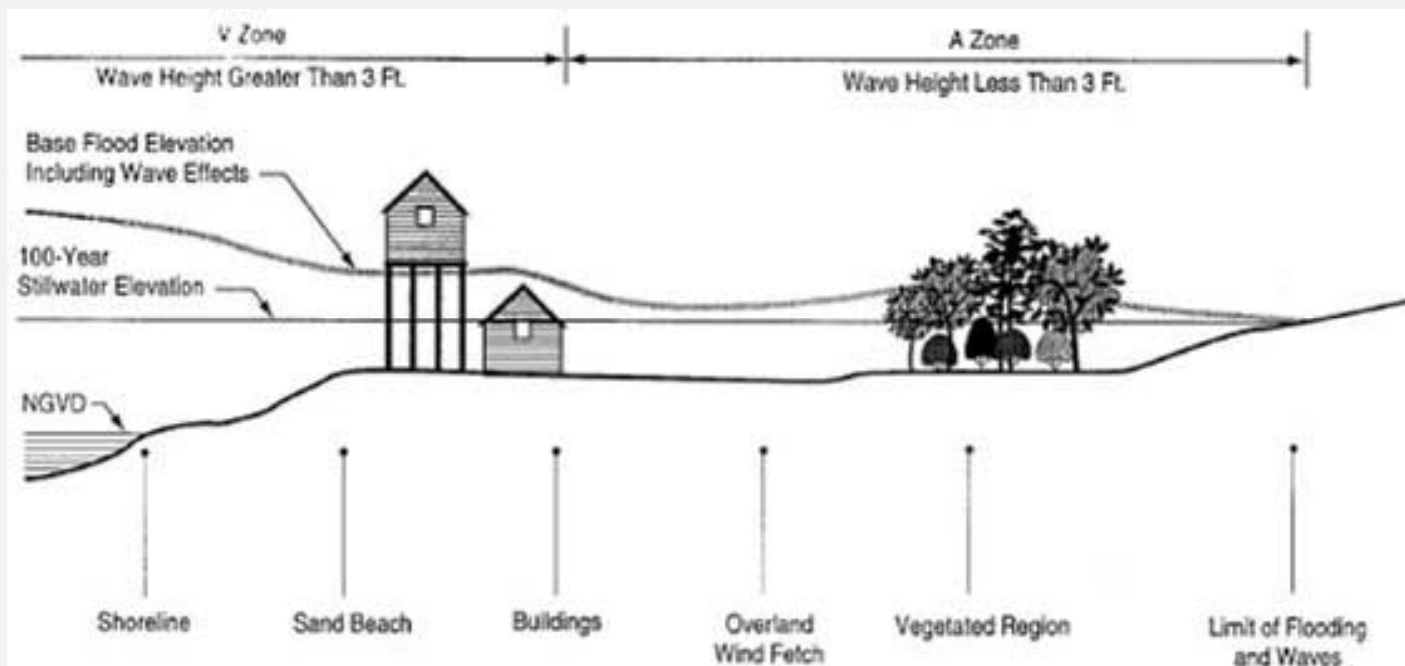 V Zone
Wave Height Greater Than 3 Ft.
A Zone
Wave Height Less Than 3 Ft.
Base Flood Elevation
Including Wave Effects
100-Year
Stillwater Elevation
NGVD
Shoreline
Sand Beach
Buildings
Overland
Wind Fetch
Vegetated Region
Limit of Flooding
and Waves